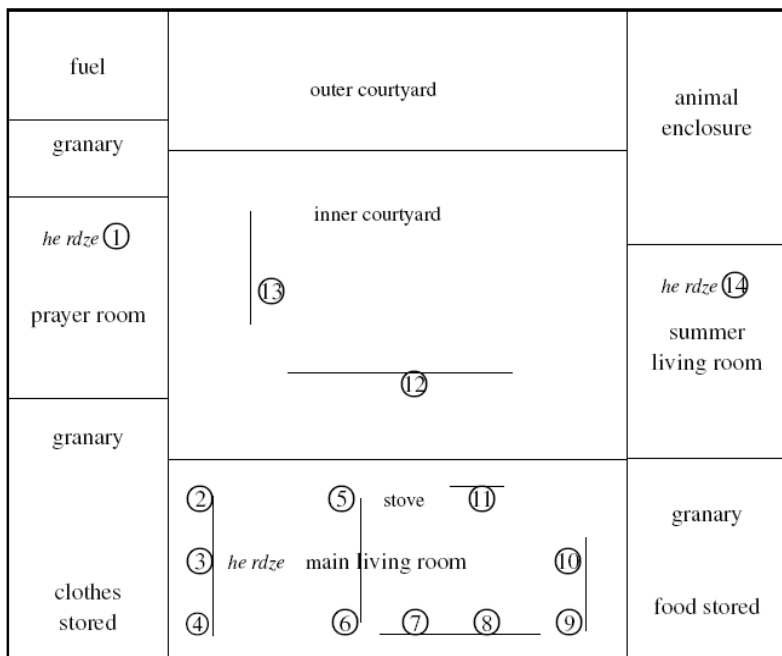 fuel
outer courtyard
animal
enclosure
granary
inner courtyard
he rdze 1
13
he rdze 14
prayer room
summer
living room
12
granary
2
5
stove
11
granary
3
he rdze
main living room
10
clothes
stored
food stored
4
6
7
8
9